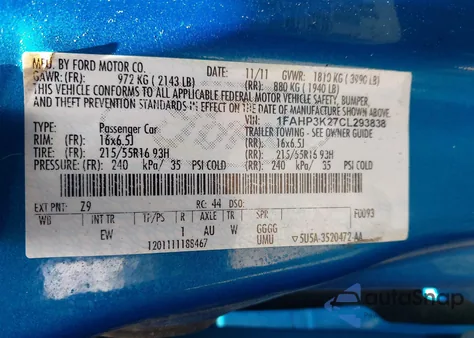 MFD. BY FORD MOTOR CO.
DATE: 11/11 GVWR: 1810 KG ( 3990 LB)
GAWR: (FR): 972 KG ( 2143 LB) (RR): 880 KG ( 1940 LB)
THIS VEHICLE CONFORMS TO ALL APPLICABLE FEDERAL MOTOR VEHICLE SAFETY, BUMPER,
AND THEFT PREVENTION STANDARDS IN EFFECT ON THE DATE OF MANUFACTURE SHOWN ABOVE.
VIN: 1FAHP3K27CL293838
TYPE: Passenger Car TRAILER TOWING - SEE OWNER GUIDE
RIM: (FR) 16x6.5J (RR): 16x6.5J
TIRE: (FR) 215/55R16 93H (RR): 215/55R16 93H
PRESSURE: (FR) 240 kPa/ 35 PSI COLD (RR): 240 kPa/ 35 PSI COLD
EXT PNT: Z9 RC: 44 DSO: F0093
WB INT TR TP/PS R AXLE TR SPR
EW 1 AU W GGGG
UMU
1201111188467 5U5A-3520472-AA
AutoSnap